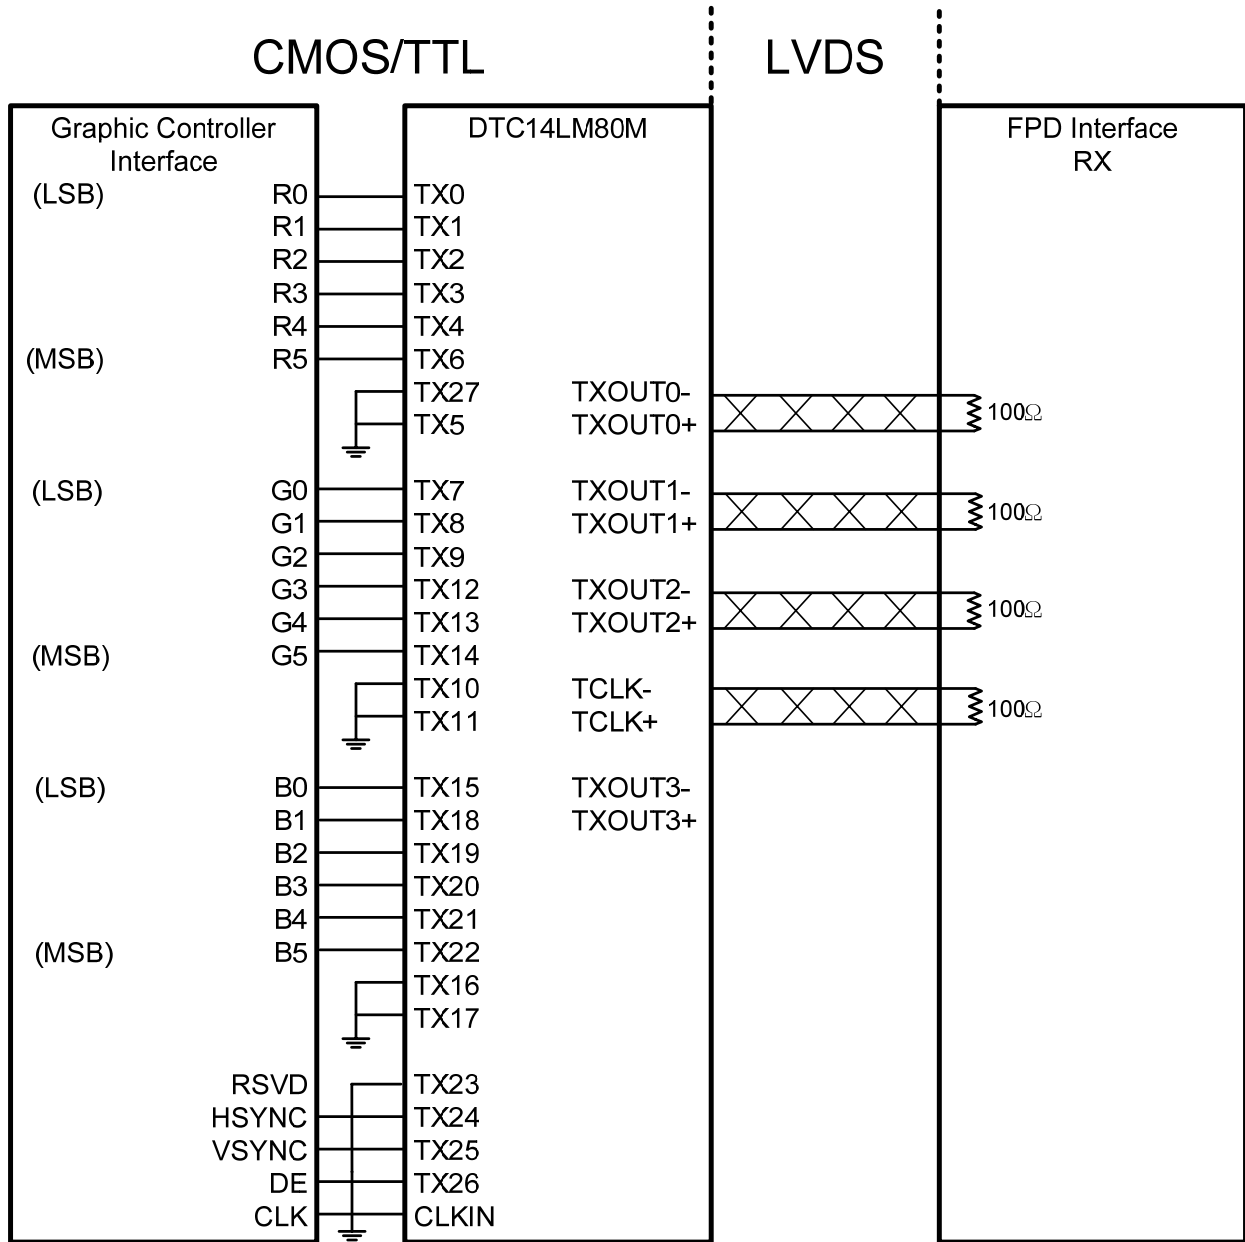 CMOS/TTL
LVDS
Graphic Controller
Interface
DTC14LM80M
FPD Interface
RX
(LSB) R0 TX0
R1 TX1
R2 TX2
R3 TX3
R4 TX4
(MSB) R5 TX6
TX27 TXOUT0-
TX5 TXOUT0+
100Ω
(LSB) G0 TX7 TXOUT1-
G1 TX8 TXOUT1+
100Ω
G2 TX9
G3 TX12 TXOUT2-
G4 TX13 TXOUT2+
100Ω
(MSB) G5 TX14
TX10 TCLK-
TX11 TCLK+
100Ω
(LSB) B0 TX15 TXOUT3-
B1 TX18 TXOUT3+
B2 TX19
B3 TX20
B4 TX21
(MSB) B5 TX22
TX16
TX17
RSVD TX23
HSYNC TX24
VSYNC TX25
DE TX26
CLK CLKIN